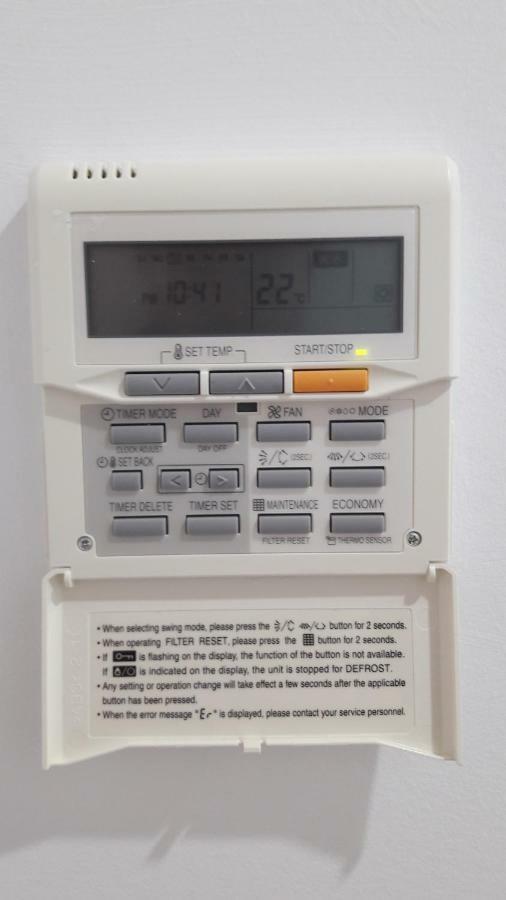 PM 10:41 22°C
SET TEMP START/STOP
TIMER MODE DAY FAN MODE
CLOCK ADJUST DAY OFF
SET BACK (2SEC.) (2SEC.)
TIMER DELETE TIMER SET MAINTENANCE ECONOMY
FILTER RESET THERMO SENSOR
• When selecting swing mode, please press the / / button for 2 seconds.
• When operating FILTER RESET, please press the button for 2 seconds.
• If is flashing on the display, the function of the button is not available.
If is indicated on the display, the unit is stopped for DEFROST.
• Any setting or operation change will take effect a few seconds after the applicable
button has been pressed.
• When the error message "Er" is displayed, please contact your service personnel.